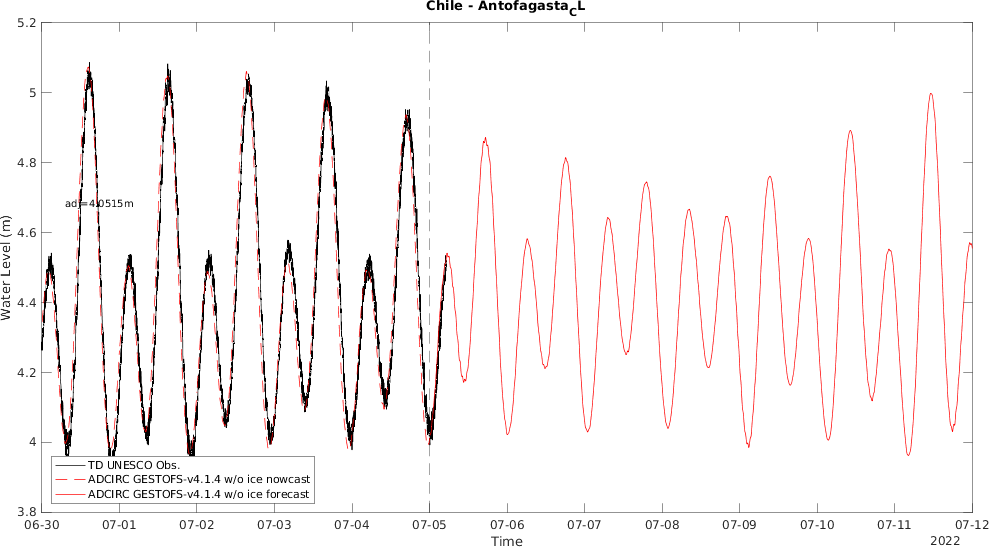 Chile - Antofagasta_CL
5.2
5
4.8
4.6
4.4
4.2
4
3.8
Water Level (m)
adj=4.0515m
TD UNESCO Obs.
ADCIRC GESTOFS-v4.1.4 w/o ice nowcast
ADCIRC GESTOFS-v4.1.4 w/o ice forecast
06-30 07-01 07-02 07-03 07-04 07-05 07-06 07-07 07-08 07-09 07-10 07-11 07-12
Time
2022